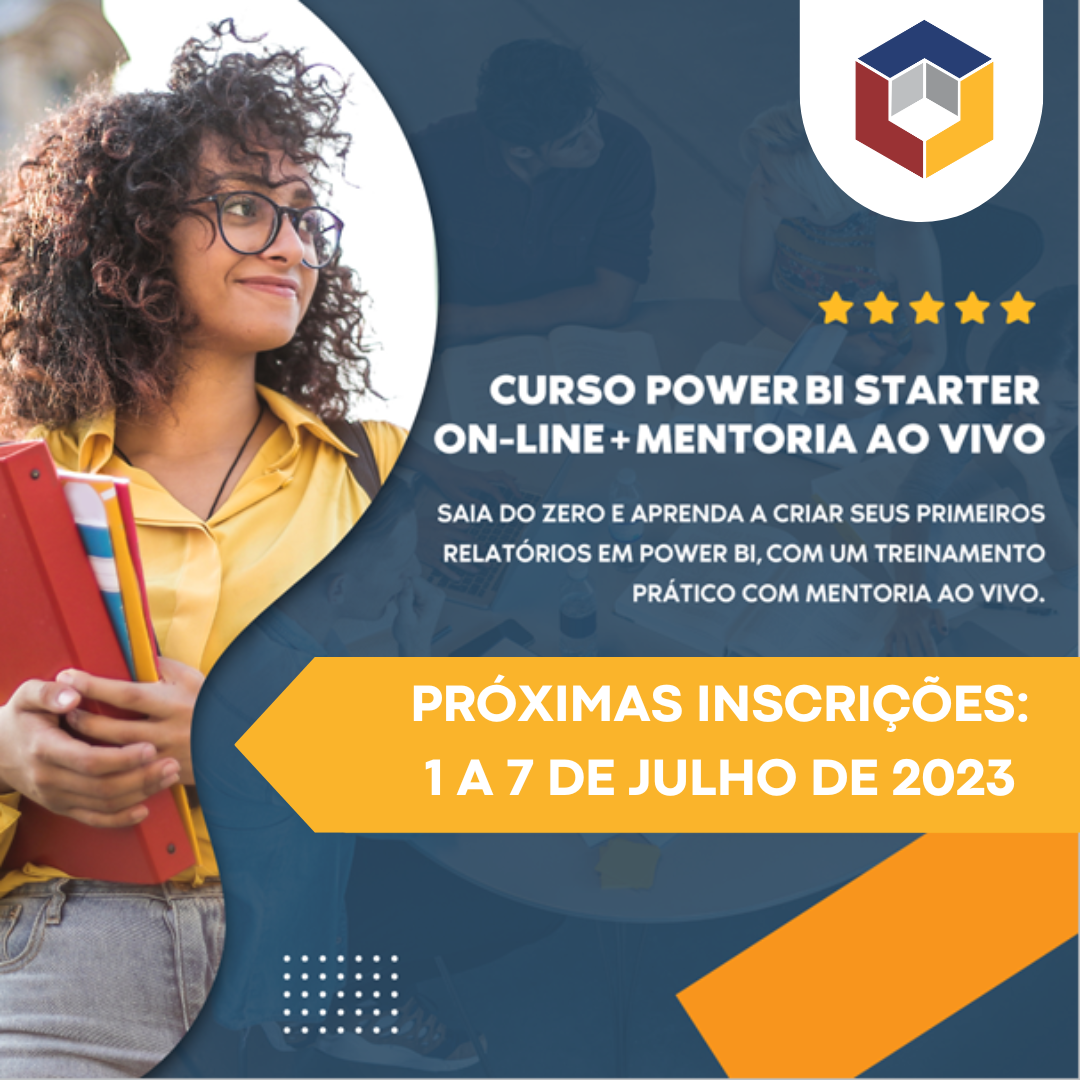 CURSO POWER BI STARTER
ON-LINE + MENTORIA AO VIVO
SAIA DO ZERO E APRENDA A CRIAR SEUS PRIMEIROS
RELATÓRIOS EM POWER BI, COM UM TREINAMENTO
PRÁTICO COM MENTORIA AO VIVO.
PRÓXIMAS INSCRIÇÕES:
1 A 7 DE JULHO DE 2023